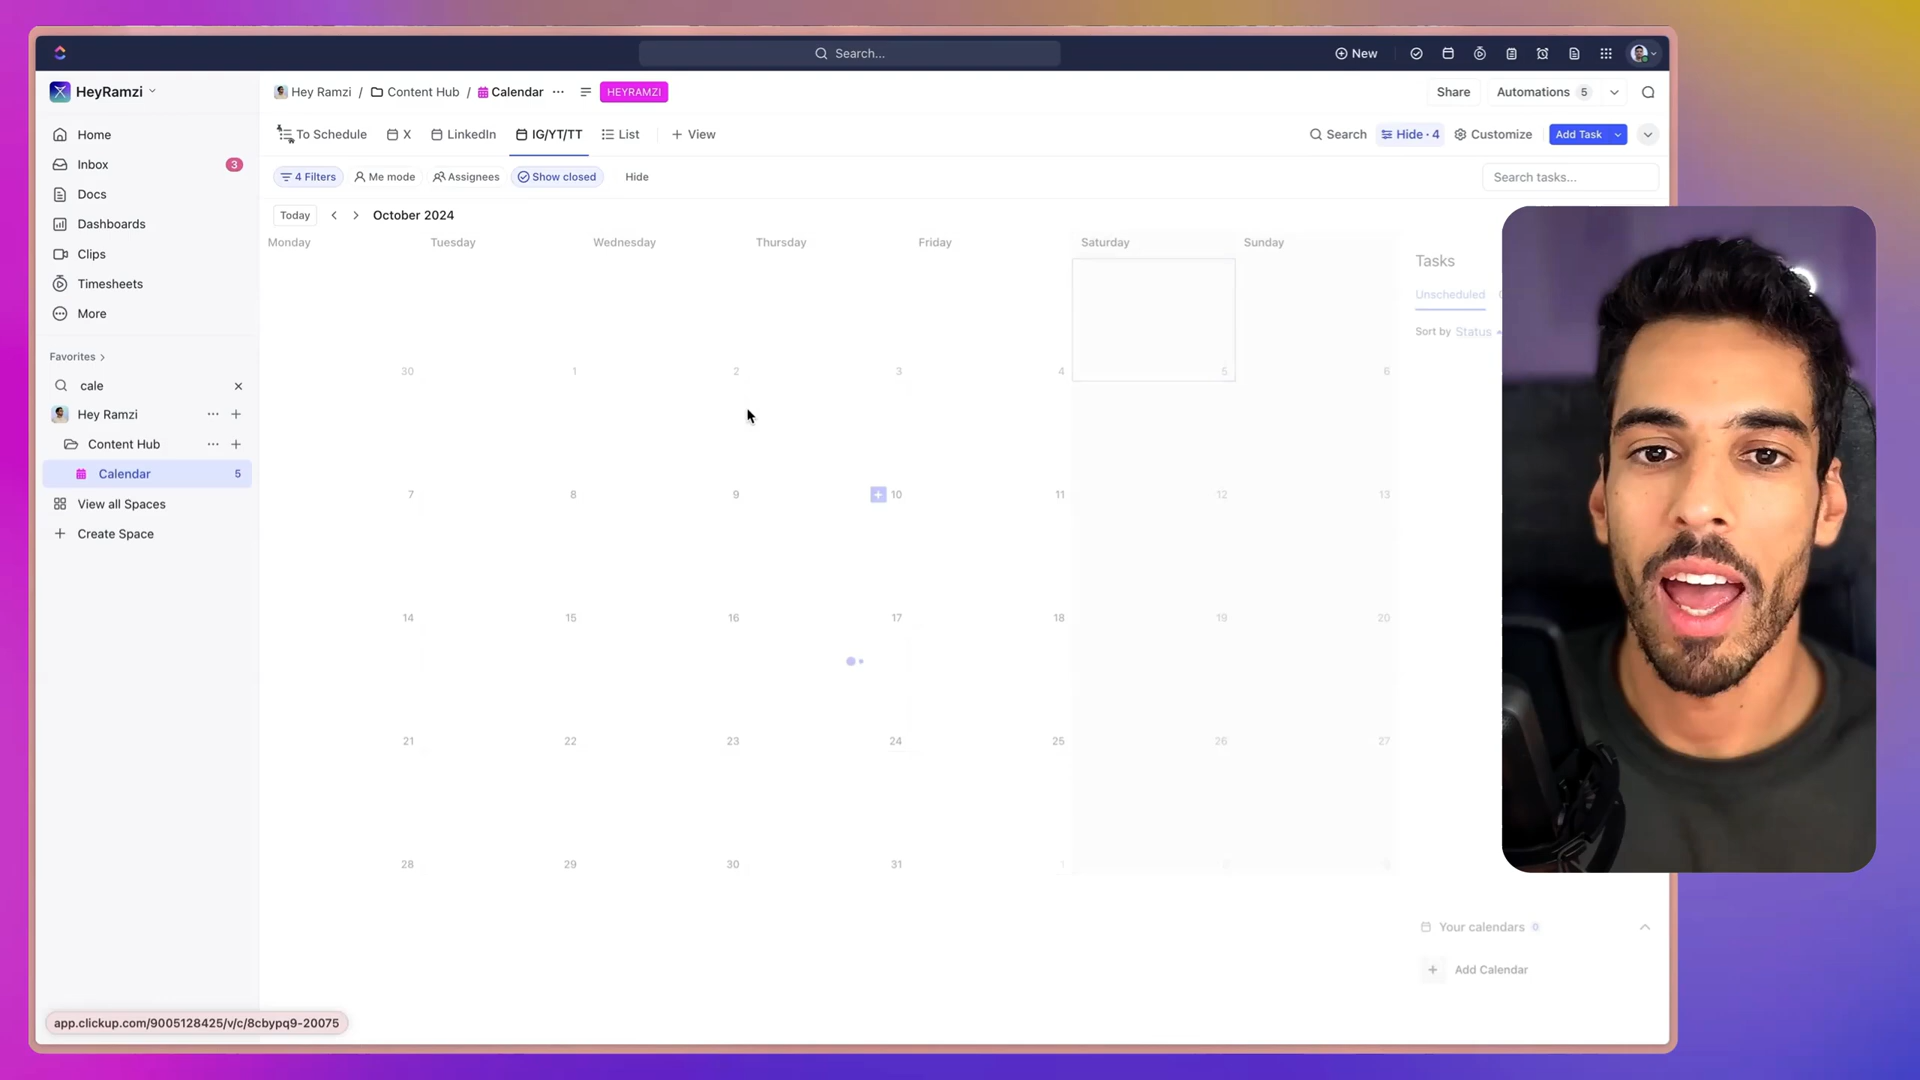 Search...
New
HeyRamzi
Hey Ramzi / Content Hub / Calendar ... HEYRAMZI
Share
Automations 5
To Schedule
X
LinkedIn
IG/YT/TT
List
+ View
Search
Hide · 4
Customize
Add Task
4 Filters
Me mode
Assignees
Show closed
Hide
Search tasks...
Home
Inbox 3
Docs
Dashboards
Clips
Timesheets
More
Favorites
cale
Hey Ramzi
Content Hub
Calendar 5
View all Spaces
Create Space
Today
October 2024
Monday Tuesday Wednesday Thursday Friday Saturday Sunday
30 1 2 3 4 5 6
7 8 9 10 11 12 13
14 15 16 17 18 19 20
21 22 23 24 25 26 27
28 29 30 31 1
Tasks
Unscheduled
Sort by Status
Your calendars 0
Add Calendar
app.clickup.com/9005128425/v/c/8cbypq9-20075